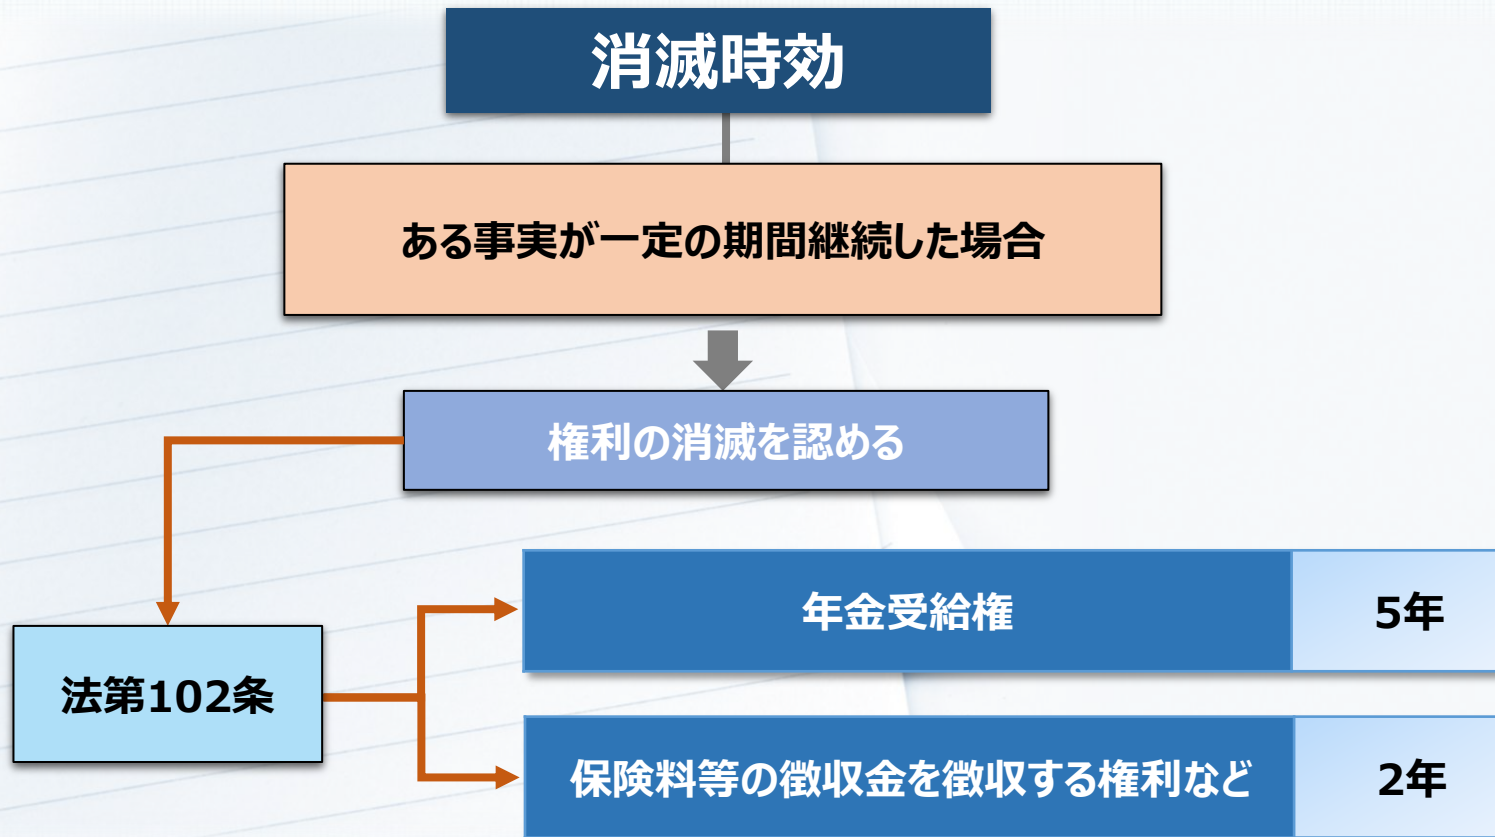 消滅時効
ある事実が一定の期間継続した場合
権利の消滅を認める
年金受給権
5年
法第102条
保険料等の徴収金を徴収する権利など
2年